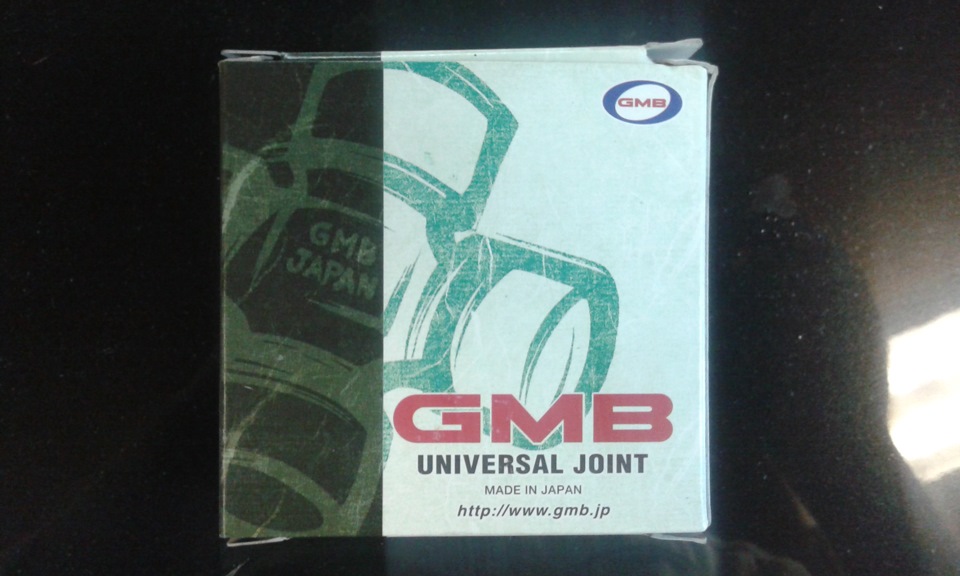 GMB
GMB
JAPAN
GMB
UNIVERSAL JOINT
MADE IN JAPAN
http://www.gmb.jp